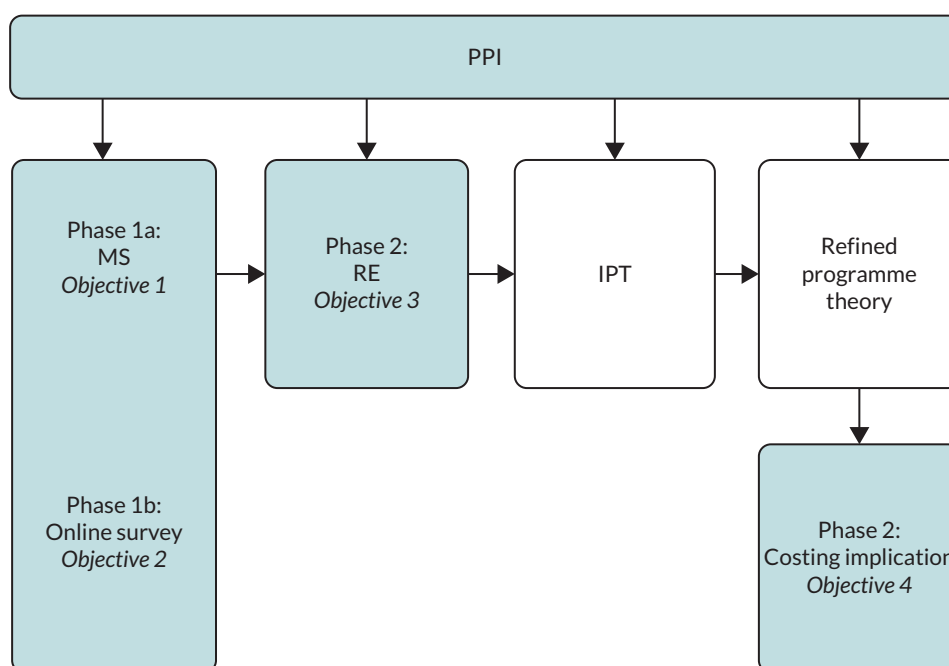 PPI
Phase 1a:
MS
Objective 1
Phase 1b:
Online survey
Objective 2
Phase 2:
RE
Objective 3
IPT
Refined
programme
theory
Phase 2:
Costing implication
Objective 4